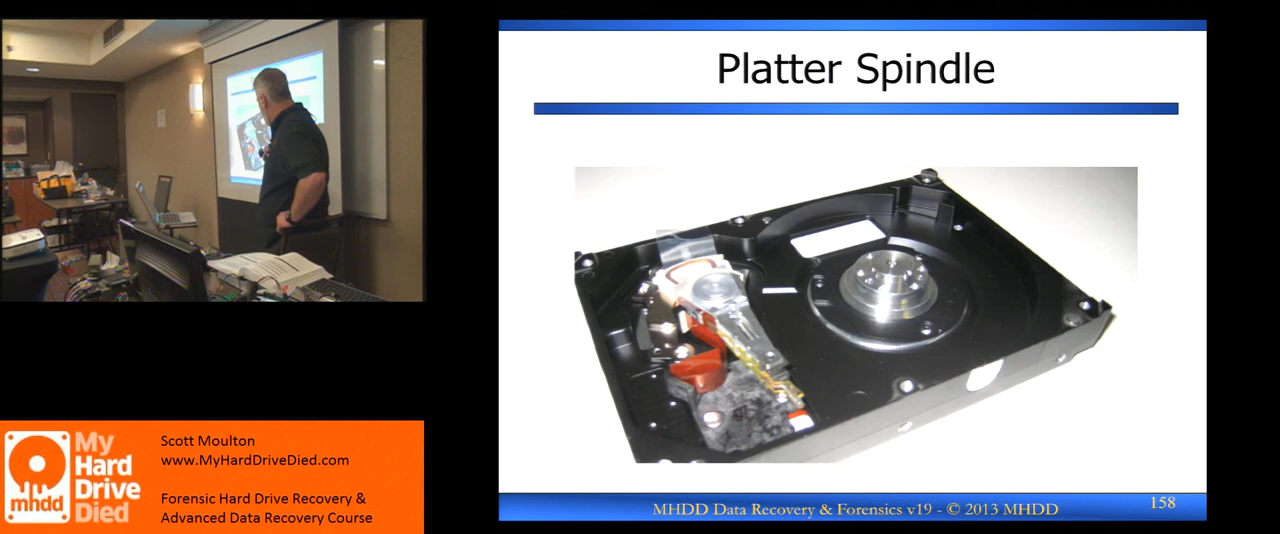 Platter Spindle
My
Hard
Drive
Died
mhdd
Scott Moulton
www.MyHardDriveDied.com
Forensic Hard Drive Recovery &
Advanced Data Recovery Course
MHDD Data Recovery & Forensics v19 - © 2013 MHDD
158